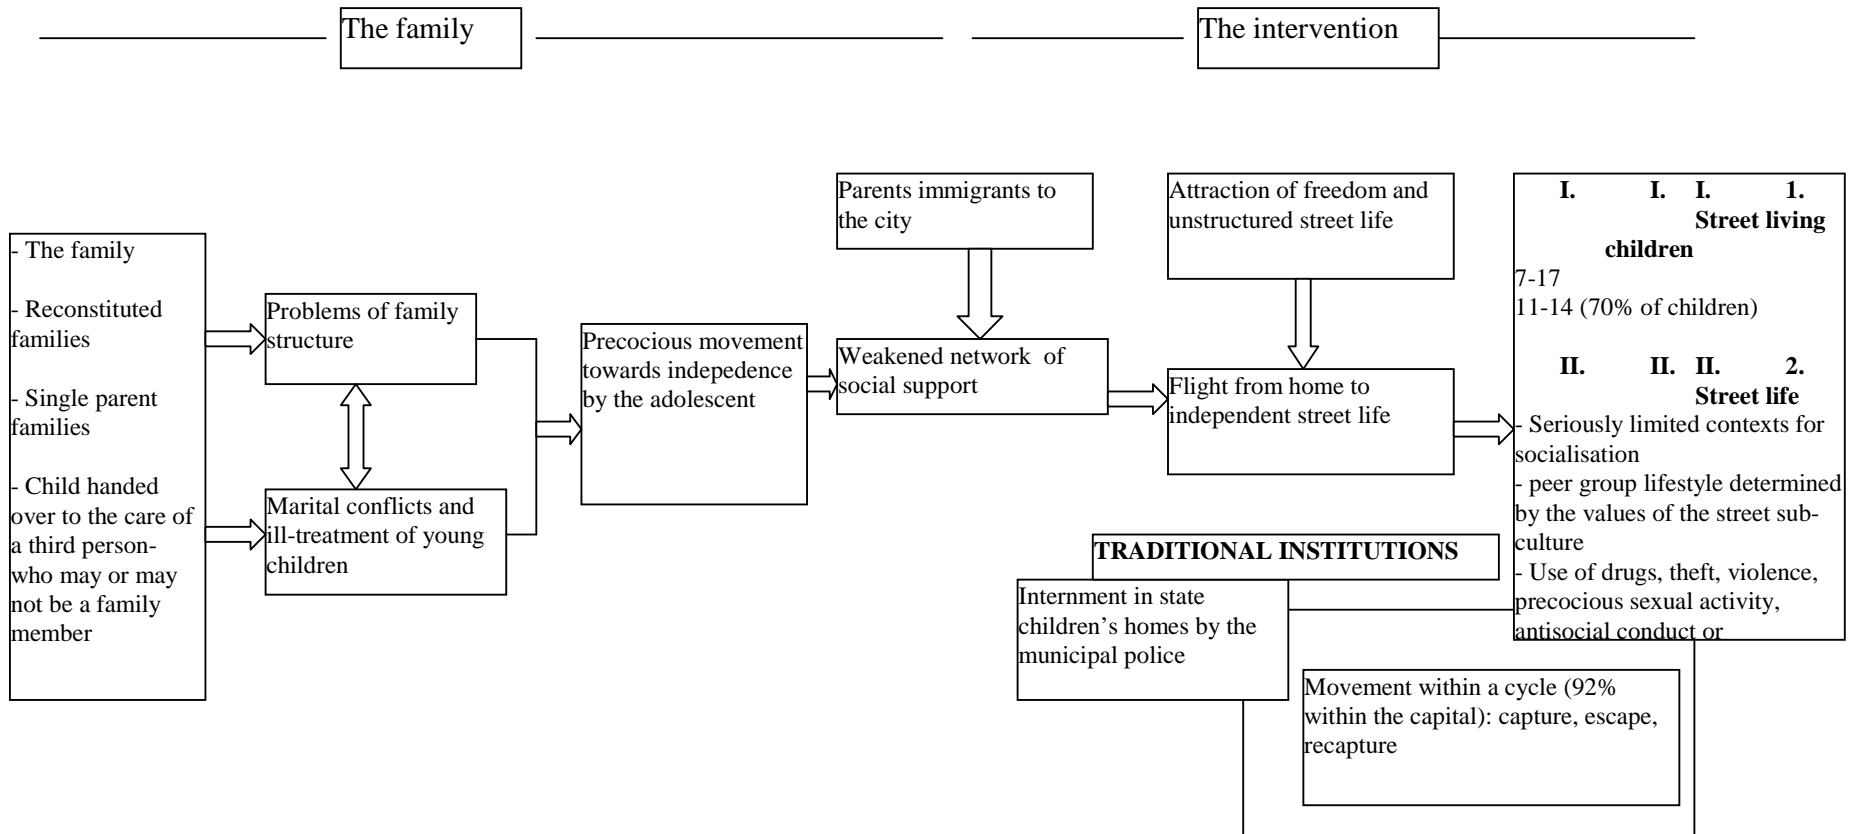 The family
The intervention
- The family
- Reconstituted
families
- Single parent
families
- Child handed
over to the care of
a third person-
who may or may
not be a family
member
Problems of family
structure
Marital conflicts and
ill-treatment of young
children
Precocious movement
towards indepedence
by the adolescent
Parents immigrants to
the city
Weakened network of
social support
Attraction of freedom and
unstructured street life
Flight from home to
independent street life
I. I. I. 1.
Street living
children
7-17
11-14 (70% of children)
II. II. II. 2.
Street life
- Seriously limited contexts for
socialisation
- peer group lifestyle determined
by the values of the street sub-
culture
- Use of drugs, theft, violence,
precocious sexual activity,
antisocial conduct or
TRADITIONAL INSTITUTIONS
Internment in state
children’s homes by the
municipal police
Movement within a cycle (92%
within the capital): capture, escape,
recapture